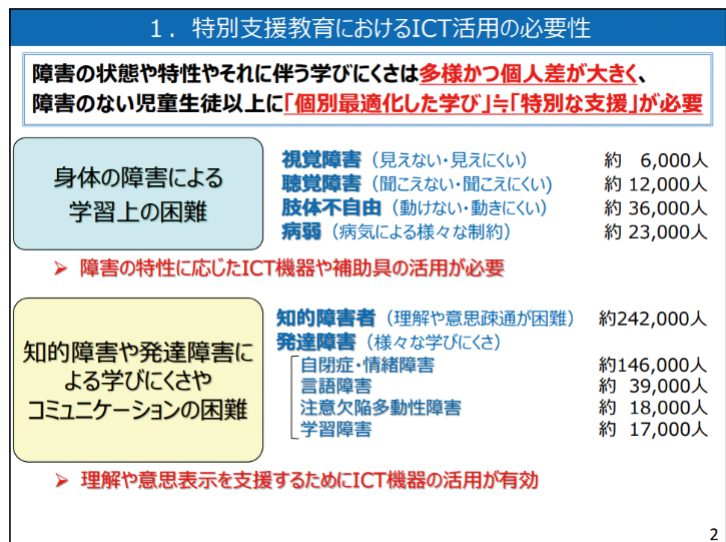 1．特別支援教育におけるICT活用の必要性
障害の状態や特性やそれに伴う学びにくさは多様かつ個人差が大きく、
障害のない児童生徒以上に「個別最適化した学び」≒「特別な支援」が必要
身体の障害による
学習上の困難
視覚障害（見えない・見えにくい） 約 6,000人
聴覚障害（聞こえない・聞こえにくい） 約 12,000人
肢体不自由（動けない・動きにくい） 約 36,000人
病弱（病気による様々な制約） 約 23,000人
➢ 障害の特性に応じたICT機器や補助具の活用が必要
知的障害や発達障害に
よる学びにくさや
コミュニケーションの困難
知的障害者（理解や意思疎通が困難） 約242,000人
発達障害（様々な学びにくさ）
自閉症・情緒障害 約146,000人
言語障害 約 39,000人
注意欠陥多動性障害 約 18,000人
学習障害 約 17,000人
➢ 理解や意思表示を支援するためにICT機器の活用が有効
2